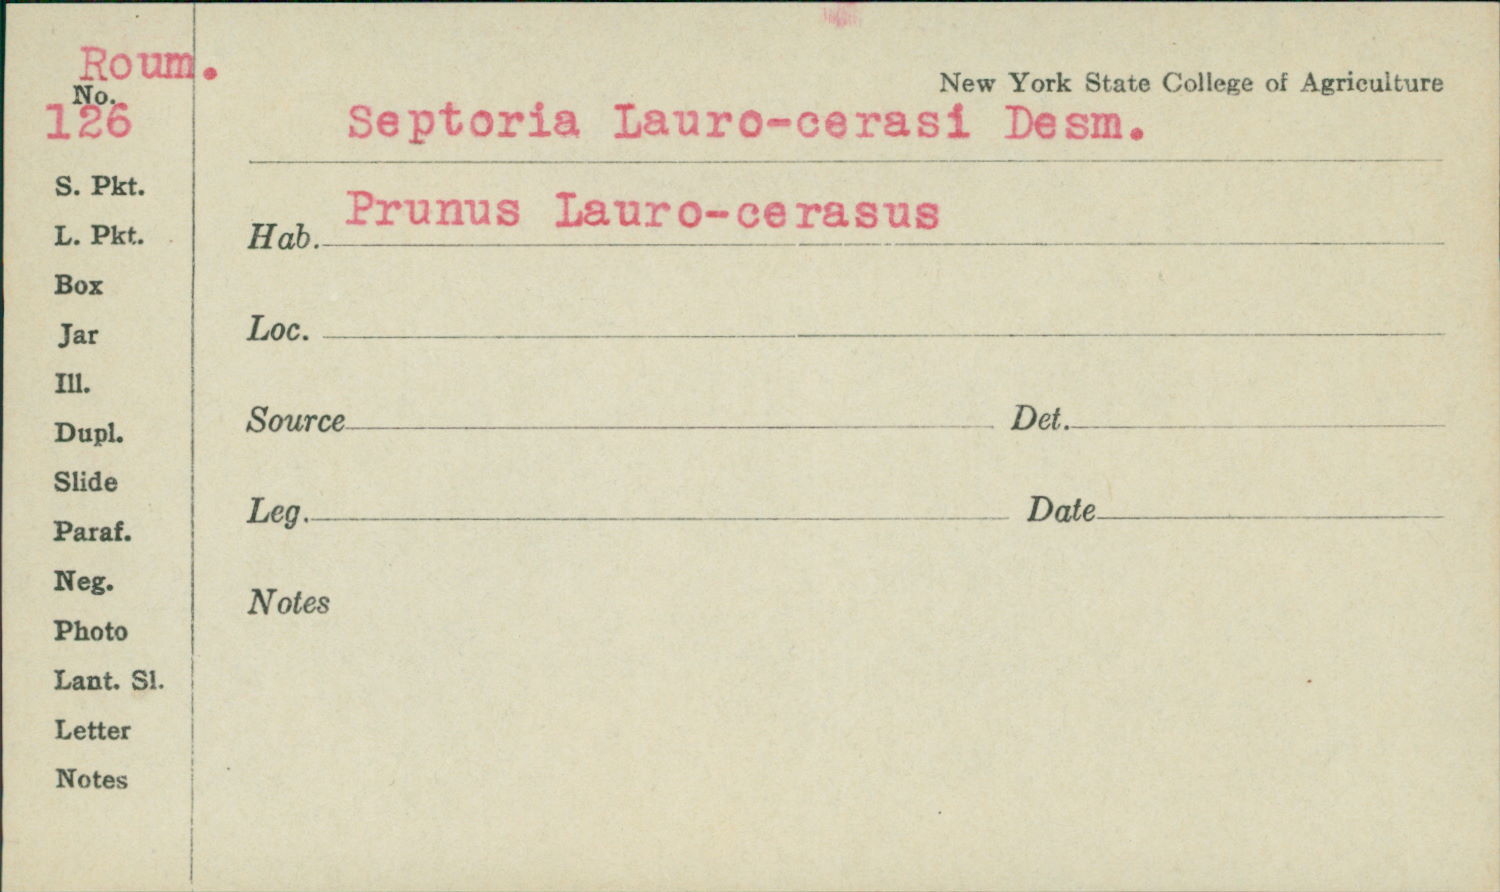 Roum.
No.
126
New York State College of Agriculture
Septoria Lauro-cerasi Desm.
S. Pkt.
Prunus Lauro-cerasus
L. Pkt.
Hab.
Box
Jar
Loc.
Ill.
Dupl.
Source Det.
Slide
Paraf.
Leg. Date
Neg.
Photo
Notes
Lant. Sl.
Letter
Notes